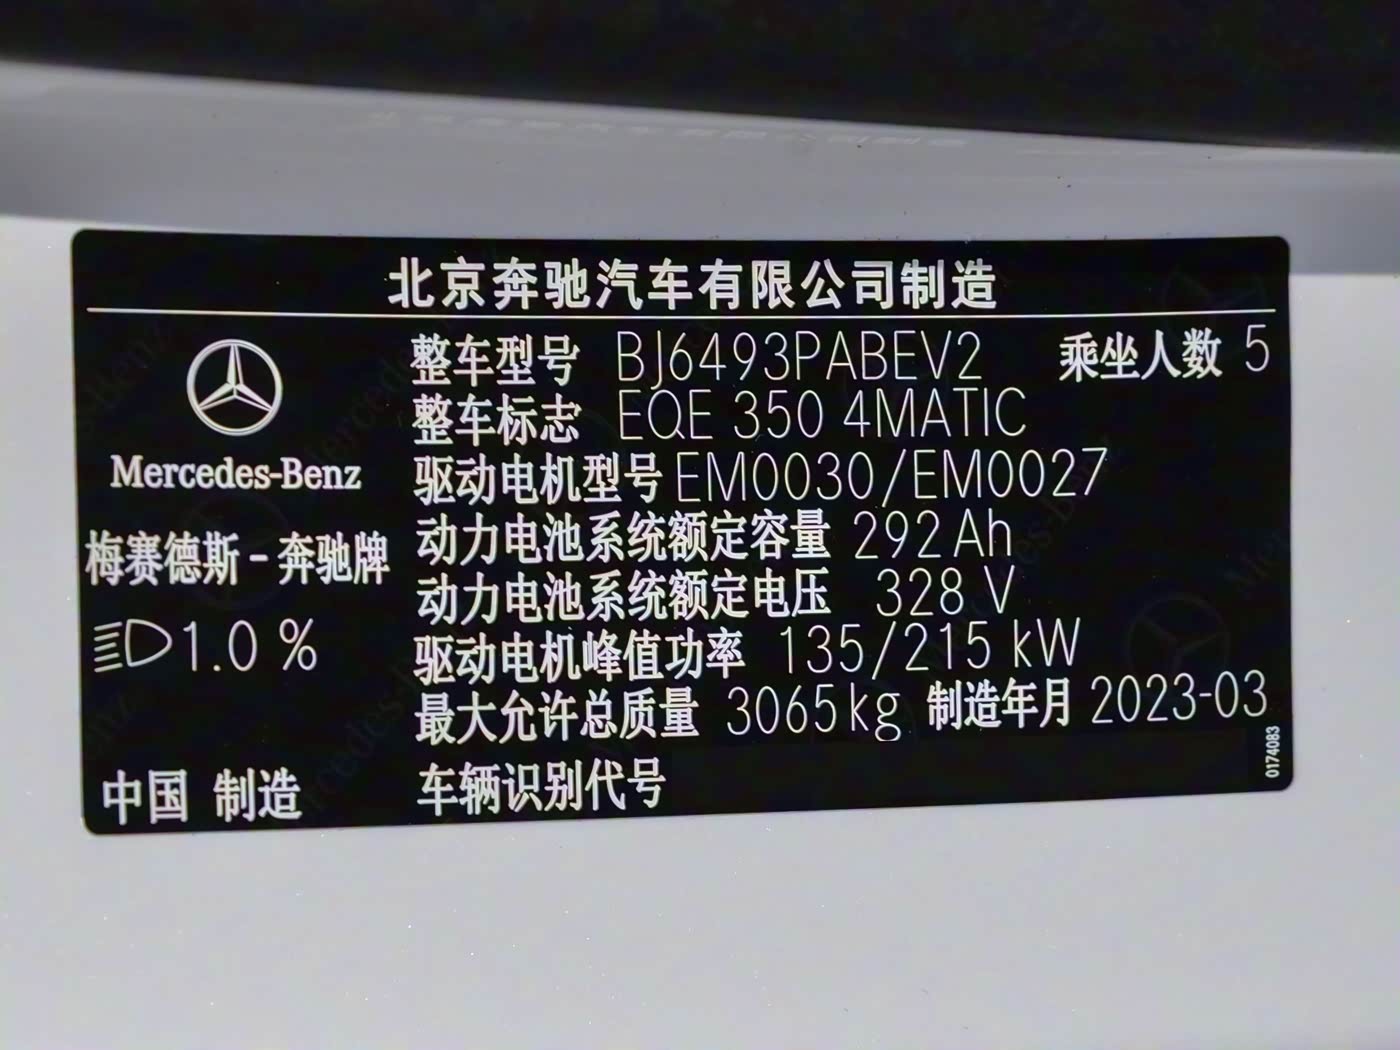 北京奔驰汽车有限公司制造
整车型号 BJ6493PABEV2 乘坐人数 5
整车标志 EQE 350 4MATIC
Mercedes-Benz
驱动电机型号 EM0030/EM0027
梅赛德斯-奔驰牌
动力电池系统额定容量 292 Ah
动力电池系统额定电压 328 V
1.0 %
驱动电机峰值功率 135/215 kW
最大允许总质量 3065kg 制造年月 2023-03
0174083
中国 制造
车辆识别代号